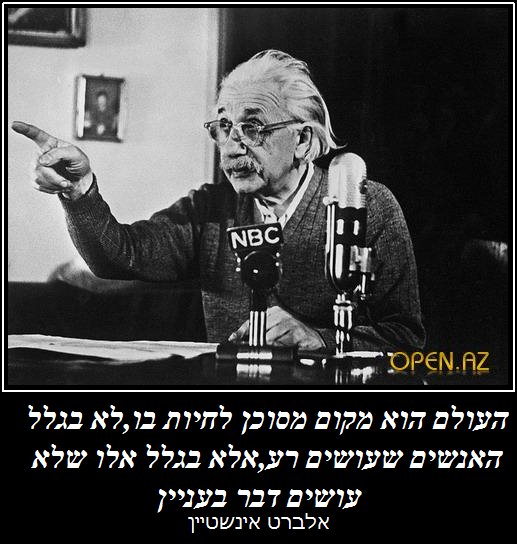 NBC
OPEN.AZ
העולם הוא מקום מסוכן לחיות בו,לא בגלל
האנשים שעושים רע,אלא בגלל אלו שלא
עושים דבר בעניין
אלברט אינשטיין